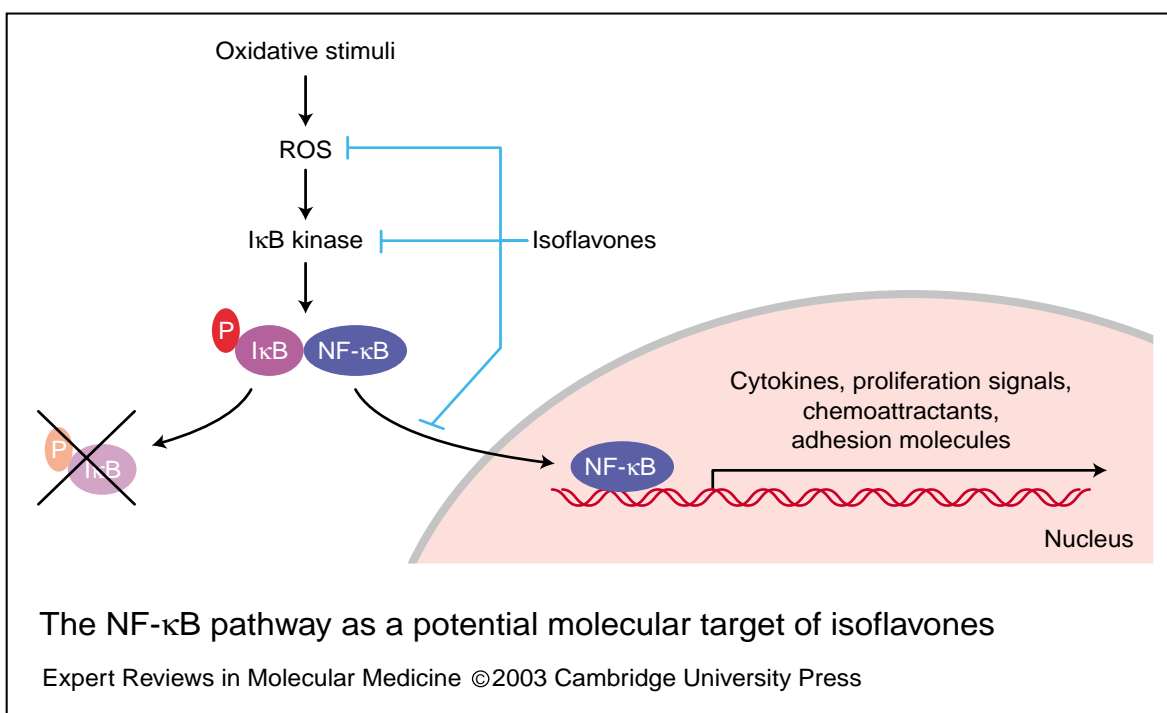 Oxidative stimuli
ROS
IκB kinase
Isoflavones
P
IκB
NF-κB
P
IκB
Cytokines, proliferation signals,
chemoattractants,
adhesion molecules
NF-κB
Nucleus
The NF-κB pathway as a potential molecular target of isoflavones
Expert Reviews in Molecular Medicine ©2003 Cambridge University Press